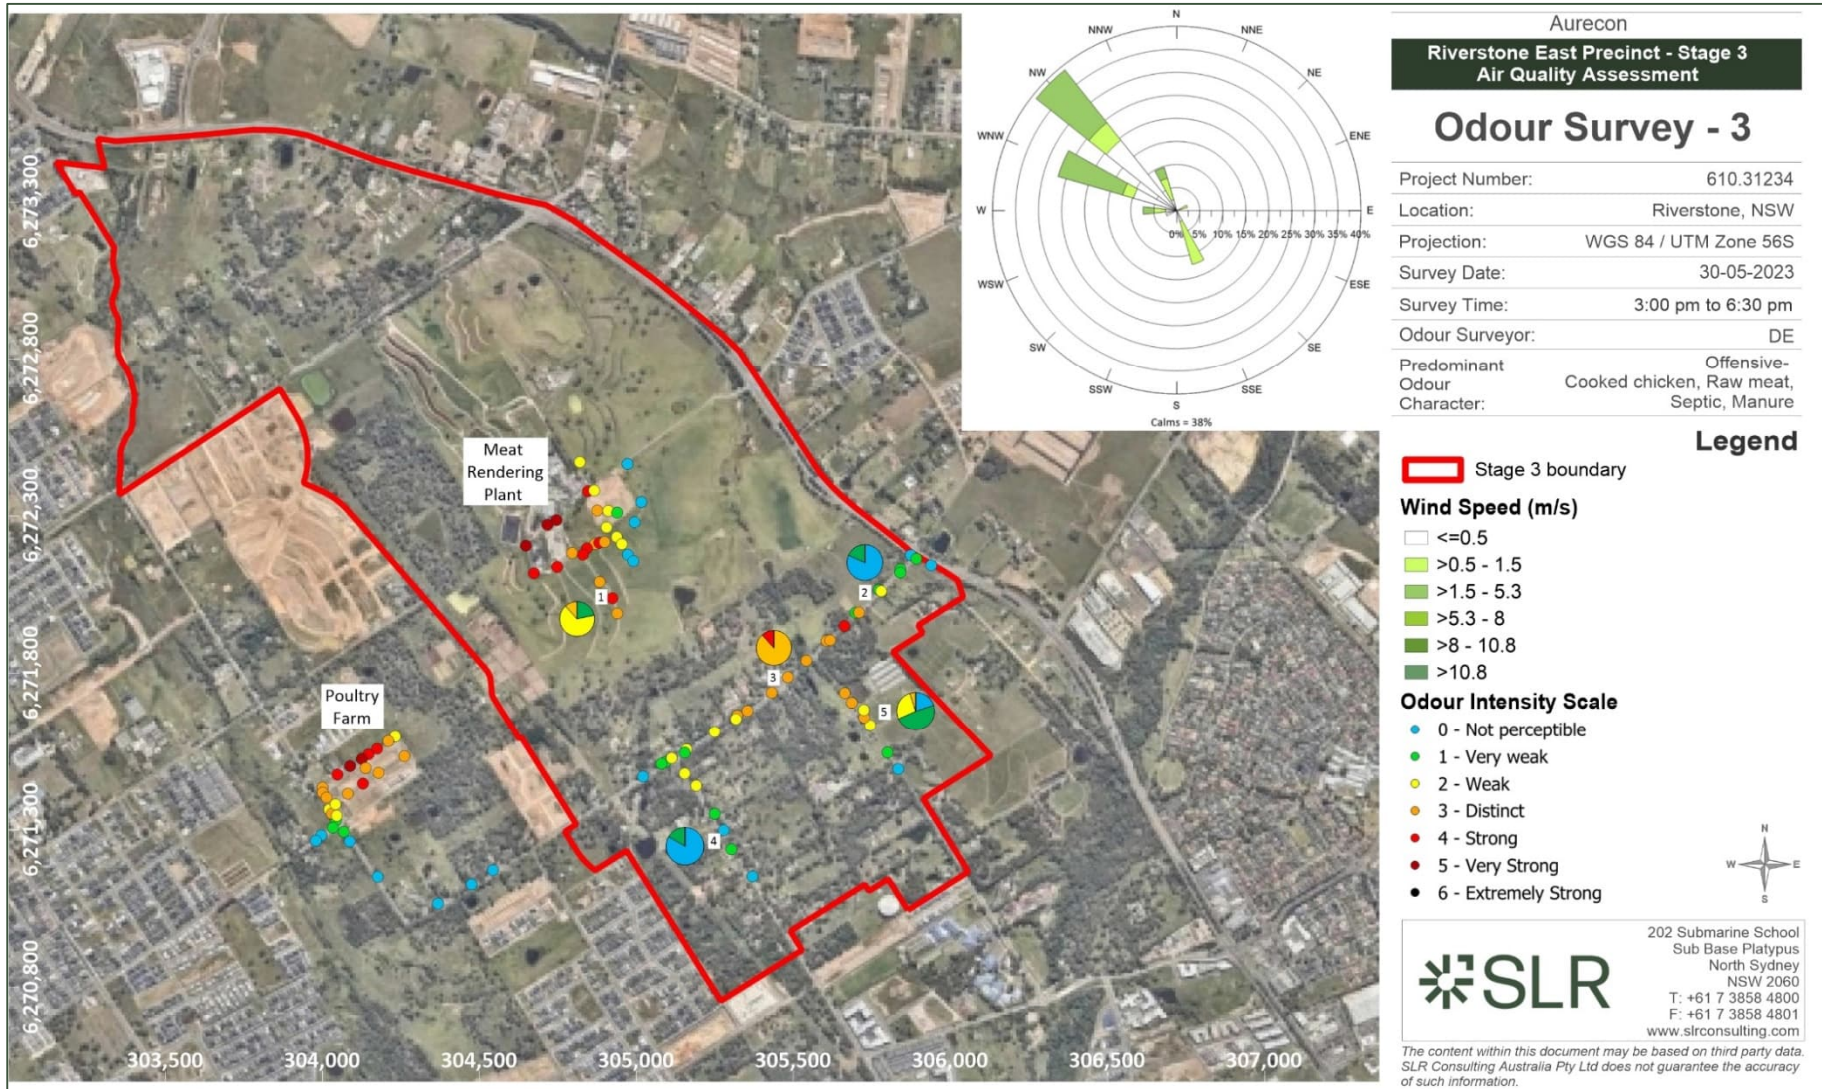 Aurecon
Riverstone East Precinct - Stage 3
Air Quality Assessment
Odour Survey - 3
Project Number: 610.31234
Location: Riverstone, NSW
Projection: WGS 84 / UTM Zone 56S
Survey Date: 30-05-2023
Survey Time: 3:00 pm to 6:30 pm
Odour Surveyor: DE
Predominant Odour Character: Offensive-
Cooked chicken, Raw meat,
Septic, Manure
Legend
Stage 3 boundary
Wind Speed (m/s)
<=0.5
>0.5 - 1.5
>1.5 - 5.3
>5.3 - 8
>8 - 10.8
>10.8
Odour Intensity Scale
0 - Not perceptible
1 - Very weak
2 - Weak
3 - Distinct
4 - Strong
5 - Very Strong
6 - Extremely Strong
N
W E
S
SLR
202 Submarine School
Sub Base Platypus
North Sydney
NSW 2060
T: +61 7 3858 4800
F: +61 7 3858 4801
www.slrconsulting.com
The content within this document may be based on third party data.
SLR Consulting Australia Pty Ltd does not guarantee the accuracy
of such information.
N
NNW NNE
NW NE
WNW ENE
W E
0% 5% 10% 15% 20% 25% 30% 35% 40%
WSW ESE
SW SE
SSW SSE
S
Calms = 38%
Meat
Rendering
Plant
Poultry
Farm
1
2
3
5
4
6,273,300
6,272,800
6,272,300
6,271,800
6,271,300
6,270,800
303,500 304,000 304,500 305,000 305,500 306,000 306,500 307,000